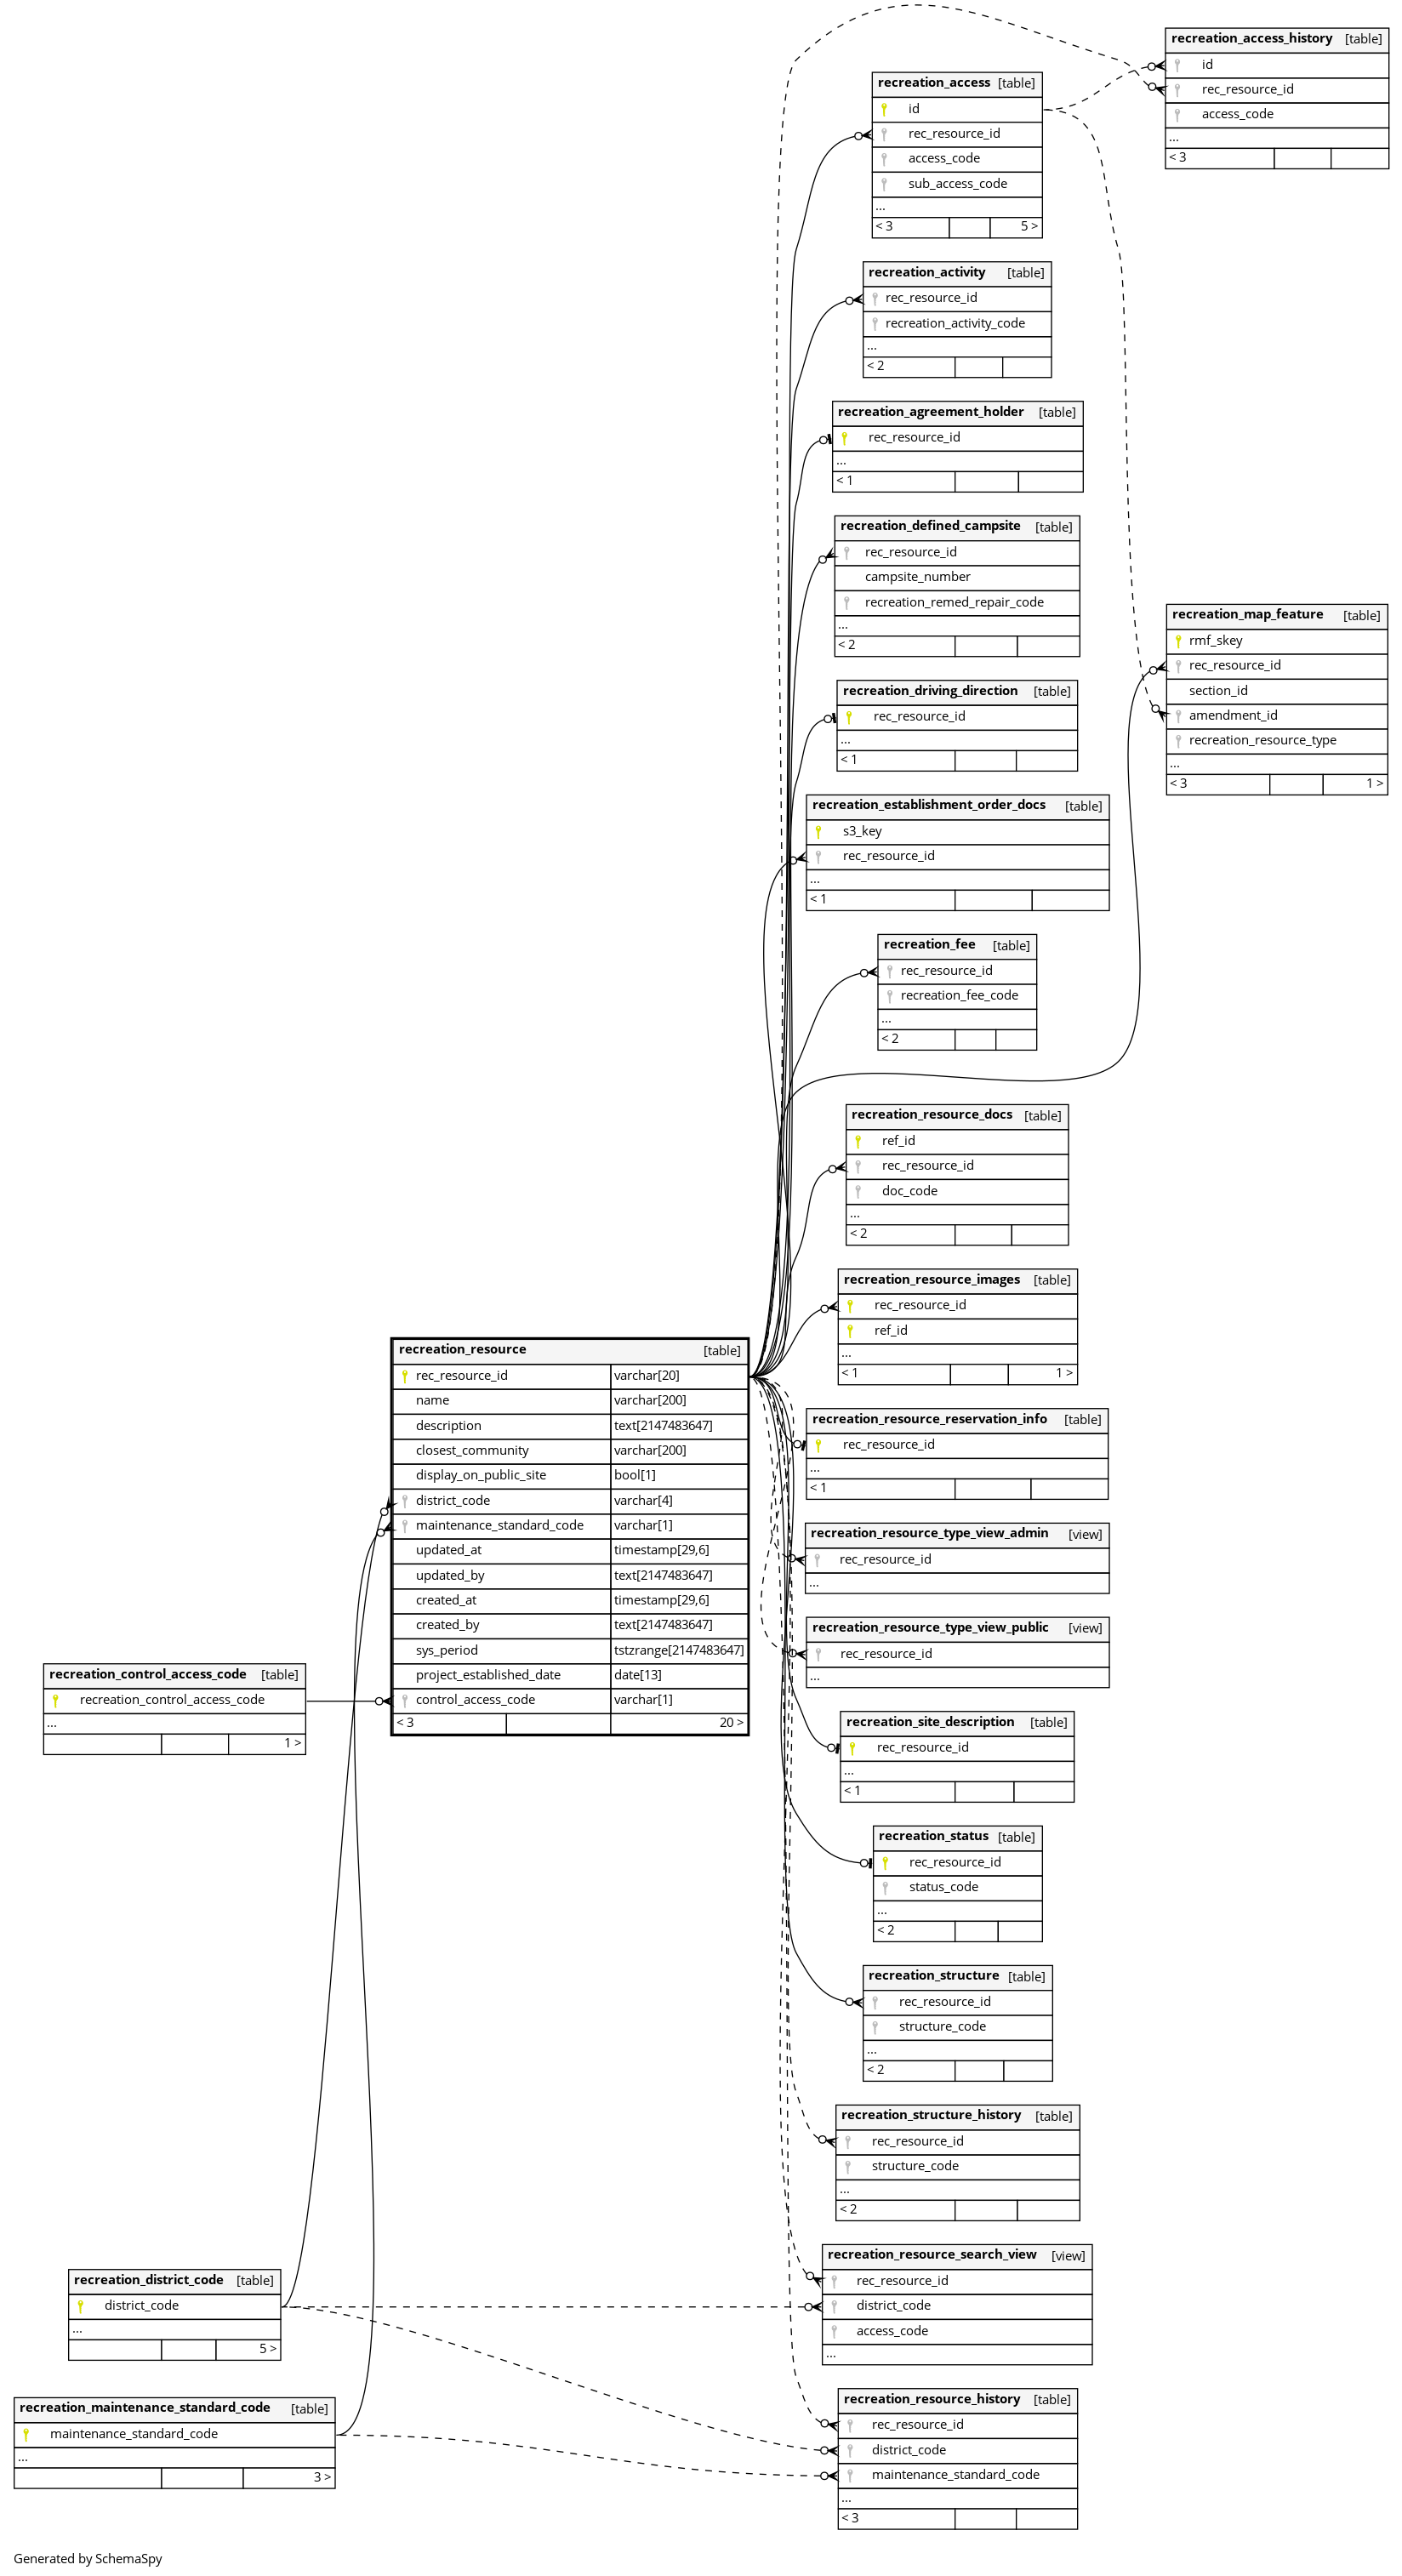 recreation_access_history [table]
id
rec_resource_id
access_code
...
< 3
recreation_access [table]
id
rec_resource_id
access_code
sub_access_code
...
< 3 5 >
recreation_activity [table]
rec_resource_id
recreation_activity_code
...
< 2
recreation_agreement_holder [table]
rec_resource_id
...
< 1
recreation_defined_campsite [table]
rec_resource_id
campsite_number
recreation_remed_repair_code
...
< 2
recreation_map_feature [table]
rmf_skey
rec_resource_id
section_id
amendment_id
recreation_resource_type
...
< 3 1 >
recreation_driving_direction [table]
rec_resource_id
...
< 1
recreation_establishment_order_docs [table]
s3_key
rec_resource_id
...
< 1
recreation_fee [table]
rec_resource_id
recreation_fee_code
...
< 2
recreation_resource_docs [table]
ref_id
rec_resource_id
doc_code
...
< 2
recreation_resource_images [table]
rec_resource_id
ref_id
...
< 1 1 >
recreation_resource [table]
rec_resource_id varchar[20]
name varchar[200]
description text[2147483647]
closest_community varchar[200]
display_on_public_site bool[1]
district_code varchar[4]
maintenance_standard_code varchar[1]
updated_at timestamp[29,6]
updated_by text[2147483647]
created_at timestamp[29,6]
created_by text[2147483647]
sys_period tstzrange[2147483647]
project_established_date date[13]
control_access_code varchar[1]
< 3 20 >
recreation_resource_reservation_info [table]
rec_resource_id
...
< 1
recreation_resource_type_view_admin [view]
rec_resource_id
...
recreation_resource_type_view_public [view]
rec_resource_id
...
recreation_control_access_code [table]
recreation_control_access_code
...
1 >
recreation_site_description [table]
rec_resource_id
...
< 1
recreation_status [table]
rec_resource_id
status_code
...
< 2
recreation_structure [table]
rec_resource_id
structure_code
...
< 2
recreation_structure_history [table]
rec_resource_id
structure_code
...
< 2
recreation_resource_search_view [view]
rec_resource_id
district_code
access_code
...
recreation_district_code [table]
district_code
...
5 >
recreation_resource_history [table]
rec_resource_id
district_code
maintenance_standard_code
...
< 3
recreation_maintenance_standard_code [table]
maintenance_standard_code
...
3 >
Generated by SchemaSpy